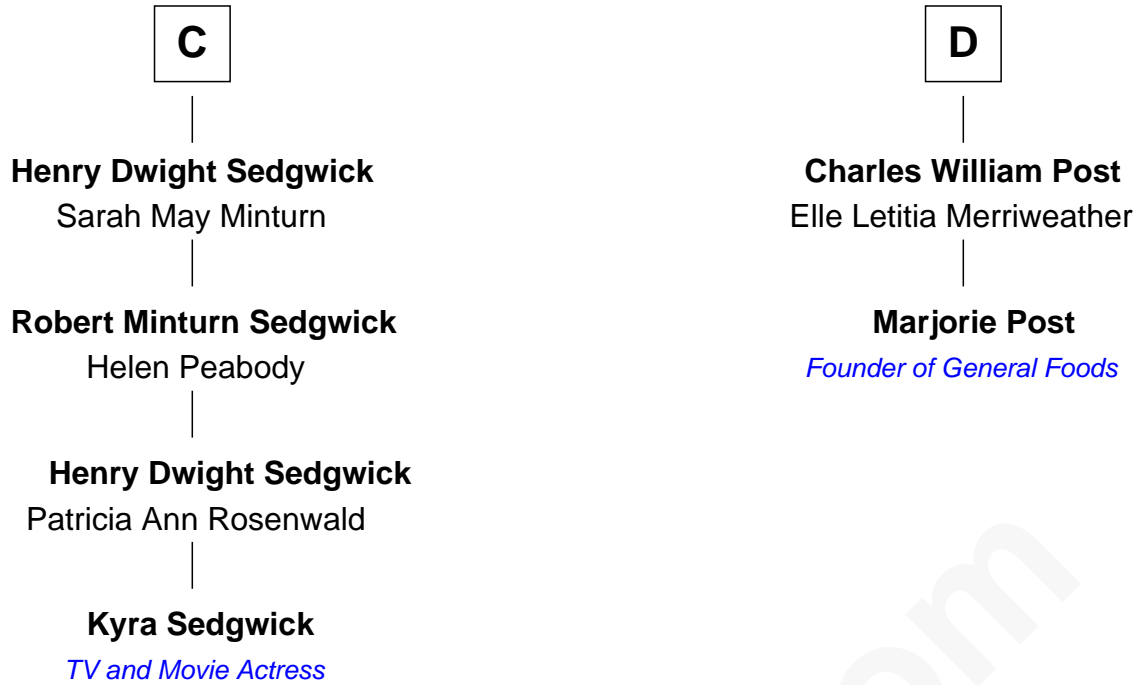 C
Henry Dwight Sedgwick
Sarah May Minturn
Robert Minturn Sedgwick
Helen Peabody
Henry Dwight Sedgwick
Patricia Ann Rosenwald
Kyra Sedgwick
TV and Movie Actress
D
Charles William Post
Elle Letitia Merriweather
Marjorie Post
Founder of General Foods
om